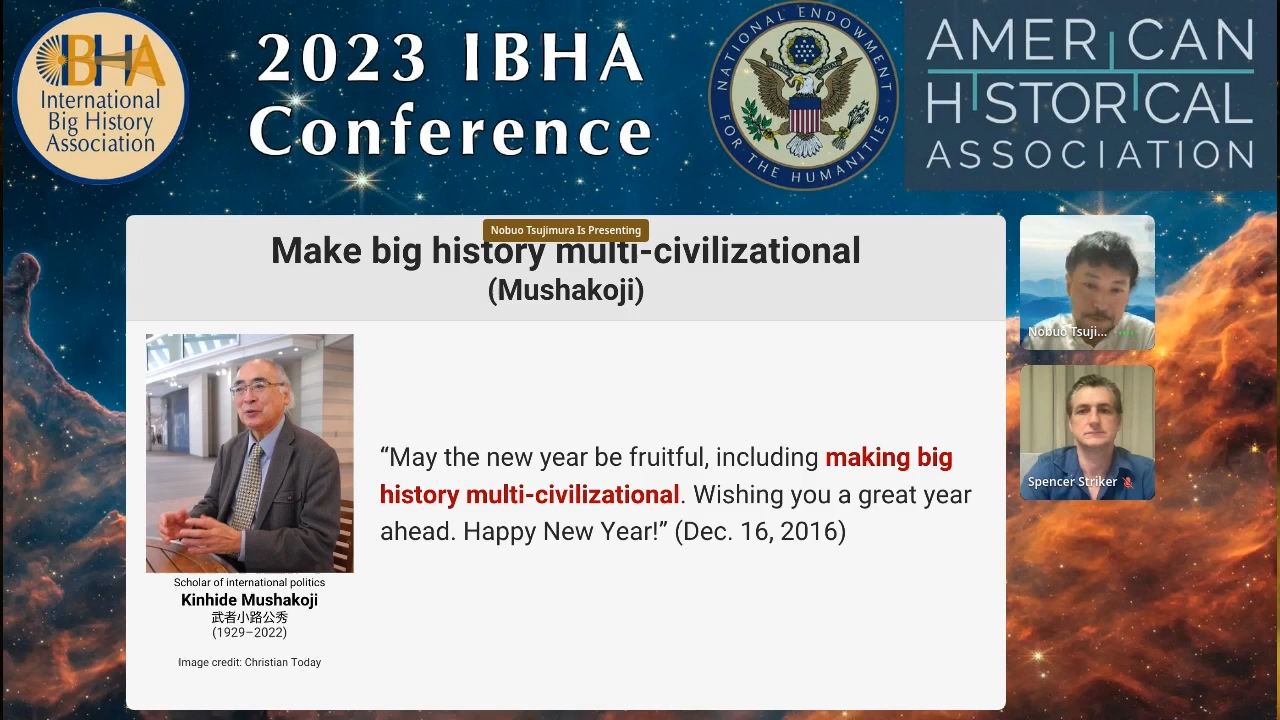 IBHA
International
Big History
Association
2023 IBHA
Conference
NATIONAL ENDOWMENT
FOR THE HUMANITIES
AMERICAN
HISTORICAL
ASSOCIATION
Nobuo Tsujimura Is Presenting
Make big history multi-civilizational
(Mushakoji)
“May the new year be fruitful, including making big
history multi-civilizational. Wishing you a great year
ahead. Happy New Year!” (Dec. 16, 2016)
Scholar of international politics
Kinhide Mushakoji
武者小路公秀
(1929–2022)
Image credit: Christian Today
Nobuo Tsuji...
Spencer Striker